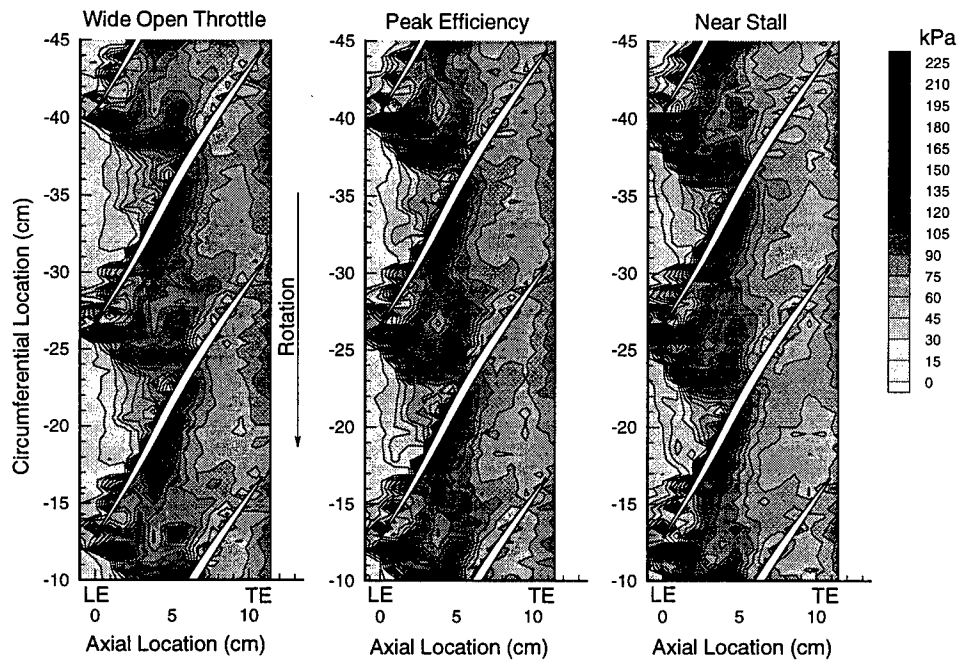 Wide Open Throttle
Peak Efficiency
Near Stall
kPa
225
210
195
180
165
150
135
120
105
90
75
60
45
30
15
0
Circumferential Location (cm)
-45
-40
-35
-30
-25
-20
-15
-10
-45
-40
-35
-30
-25
-20
-15
-10
-45
-40
-35
-30
-25
-20
-15
-10
Rotation
LE TE
0 5 10
Axial Location (cm)
LE TE
0 5 10
Axial Location (cm)
LE TE
0 5 10
Axial Location (cm)